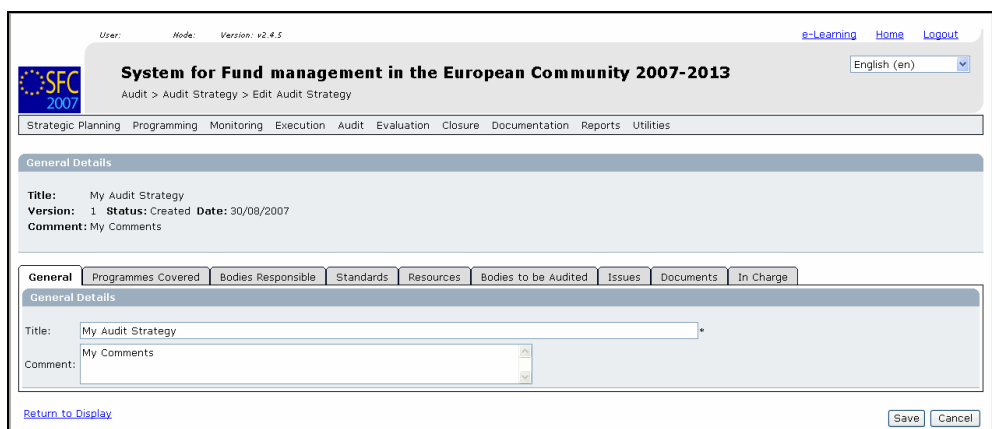 User: Node: Version: v2.4.5 e-Learning Home Logout
SFC 2007
System for Fund management in the European Community 2007-2013
English (en)
Audit > Audit Strategy > Edit Audit Strategy
Strategic Planning Programming Monitoring Execution Audit Evaluation Closure Documentation Reports Utilities
General Details
Title: My Audit Strategy
Version: 1 Status: Created Date: 30/08/2007
Comment: My Comments
General Programmes Covered Bodies Responsible Standards Resources Bodies to be Audited Issues Documents In Charge
General Details
Title: My Audit Strategy *
Comment: My Comments
Return to Display Save Cancel